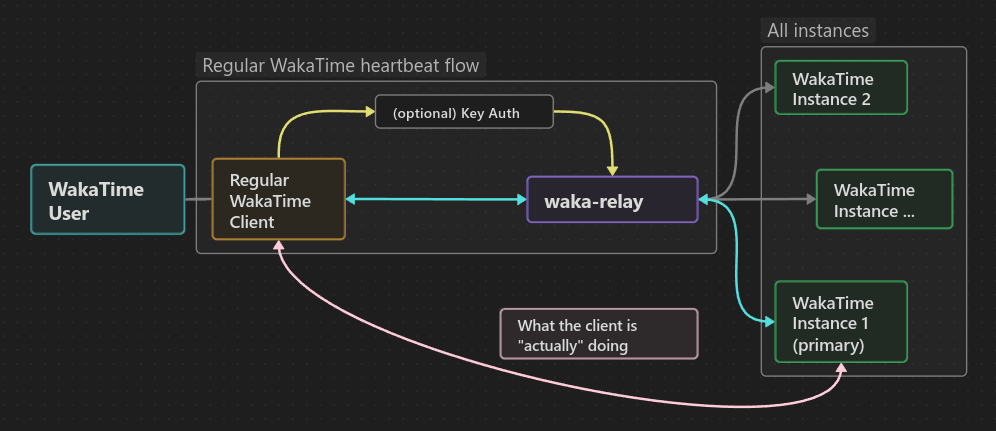 All instances
Regular WakaTime heartbeat flow
WakaTime
Instance 2
(optional) Key Auth
WakaTime
User
Regular
WakaTime
Client
waka-relay
WakaTime
Instance ...
What the client is
"actually" doing
WakaTime
Instance 1
(primary)